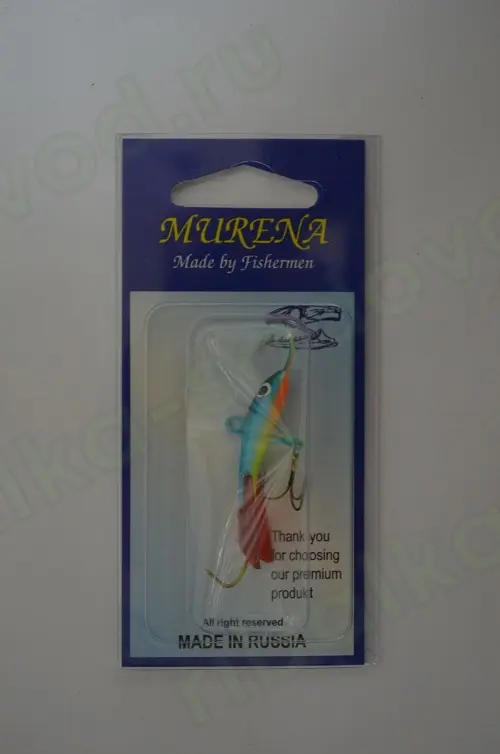 MURENA
Made by Fishermen
Thank you
for choosing
our premium
produkt
All right reserved
MADE IN RUSSIA